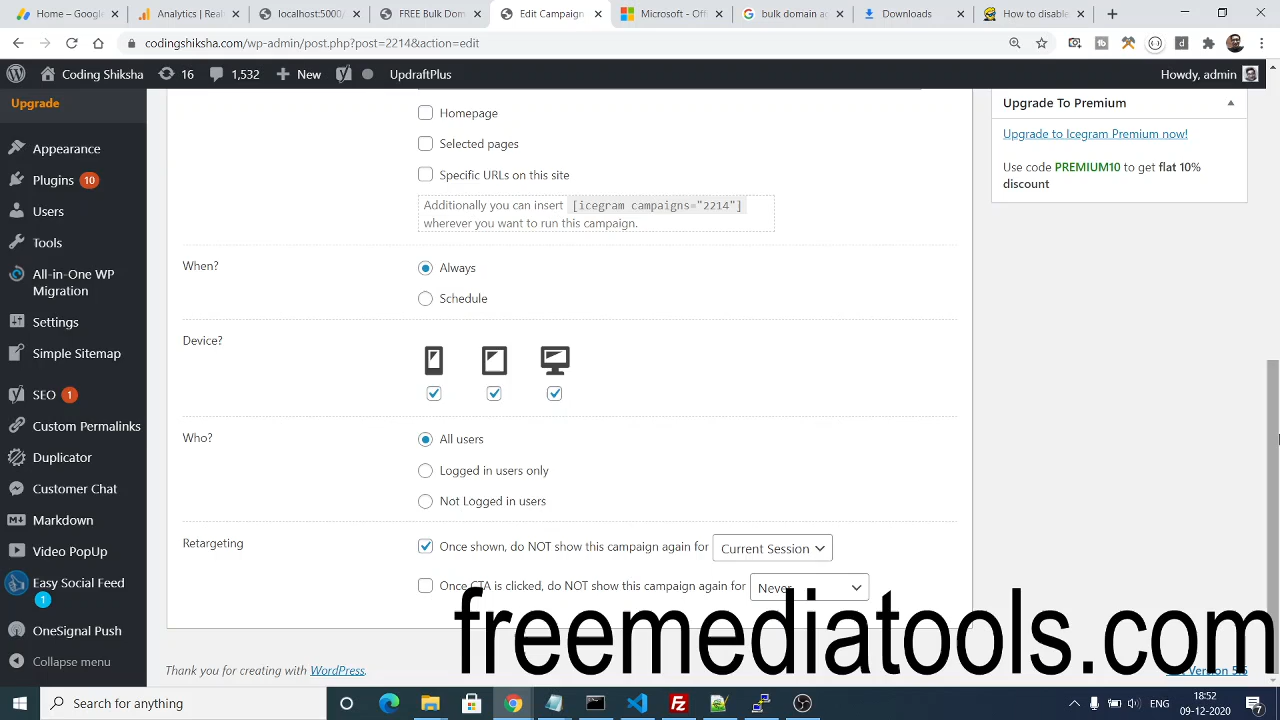 Google-
Analytics | Reali
localhost:5000/
FREE Bulk Dom
Edit Campaign
Microsoft - Offi
bulk domain ag
Downloads
How to disable
codingshiksha.com/wp-admin/post.php?post=2214&action=edit
Coding Shiksha
16
1,532
New
UpdraftPlus
Howdy, admin
Upgrade
Appearance
Plugins 10
Users
Tools
All-in-One WP
Migration
Settings
Simple Sitemap
SEO 1
Custom Permalinks
Duplicator
Customer Chat
Markdown
Video PopUp
Easy Social Feed
1
OneSignal Push
Collapse menu
Homepage
Selected pages
Specific URLs on this site
Additionally you can insert [icegram campaigns="2214"]
wherever you want to run this campaign.
When?
Always
Schedule
Device?
Who?
All users
Logged in users only
Not Logged in users
Retargeting
Once shown, do NOT show this campaign again for Current Session
Once CTA is clicked, do NOT show this campaign again for Never
Upgrade To Premium
Upgrade to Icegram Premium now!
Use code PREMIUM10 to get flat 10%
discount
freemediatools.com
Thank you for creating with WordPress.
Version 5.6
Search for anything
ENG
18:52
09-12-2020
7